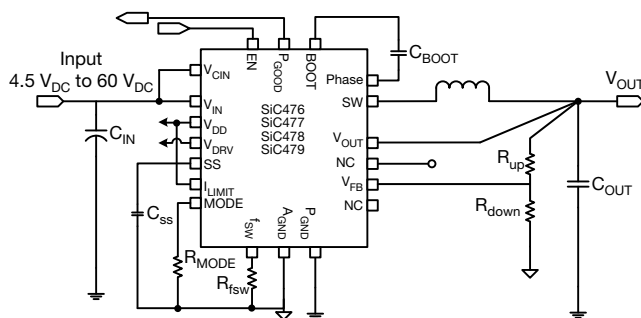 Input
4.5 VDC to 60 VDC
EN
PGOOD
BOOT
CBOOT
VCIN
VIN
VDD
VDRV
SS
ILIMIT
MODE
SiC476
SiC477
SiC478
SiC479
Phase
SW
VOUT
NC
VFB
NC
fSW
AGND
PGND
CIN
Css
RMODE
Rfsw
VOUT
Rup
Rdown
COUT